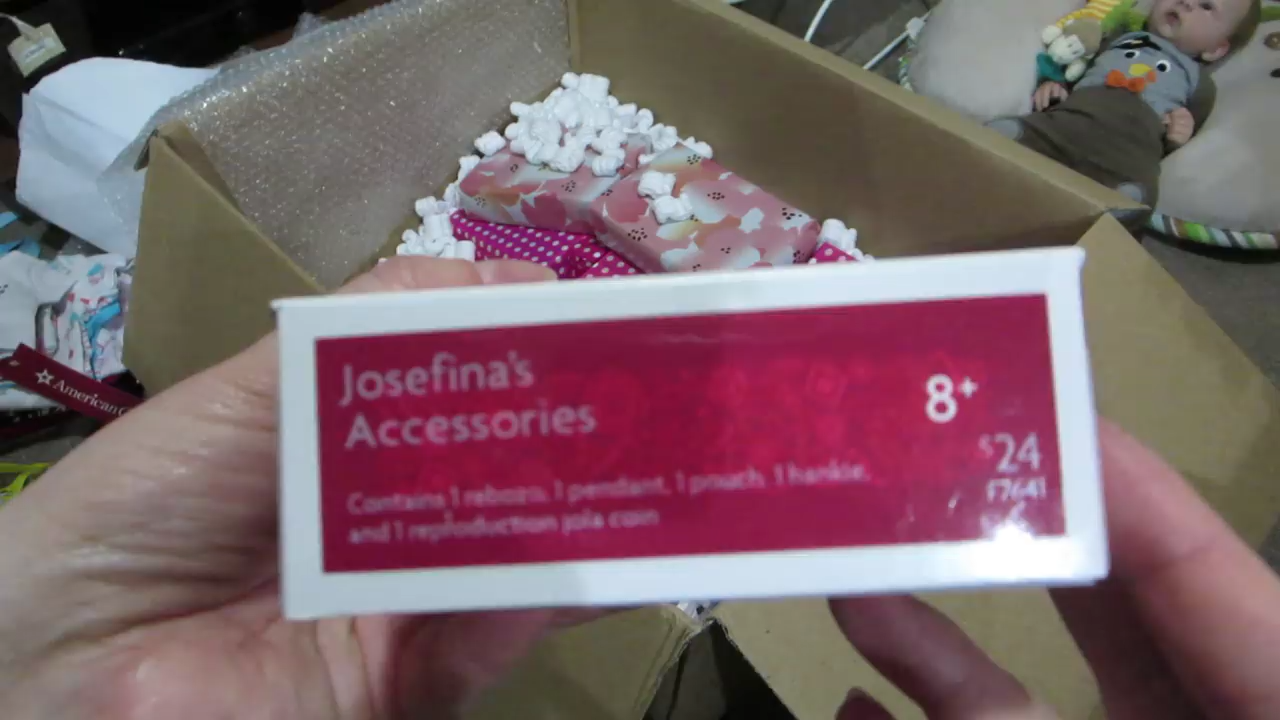 Josefina's
Accessories
8+
$24
F7641
Contains 1 rebozo, 1 pendant, 1 pouch, 1 hankie,
and 1 reproduction jola coin
American